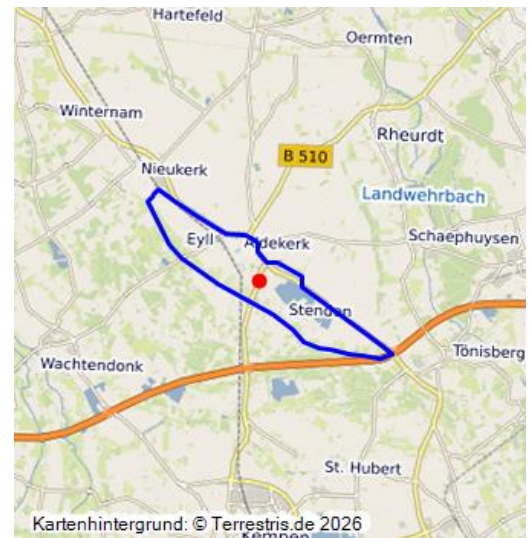 Hartefeld
Oermten
Winternam
B 510
Rheurdt
Nieukerk
Landwehrbach
Eyll
Aldekerk
Schaephuysen
Stenden
Wachtendonk
Tönisberg
St. Hubert
Kempen
Kartenhintergrund: © Terrestris.de 2026